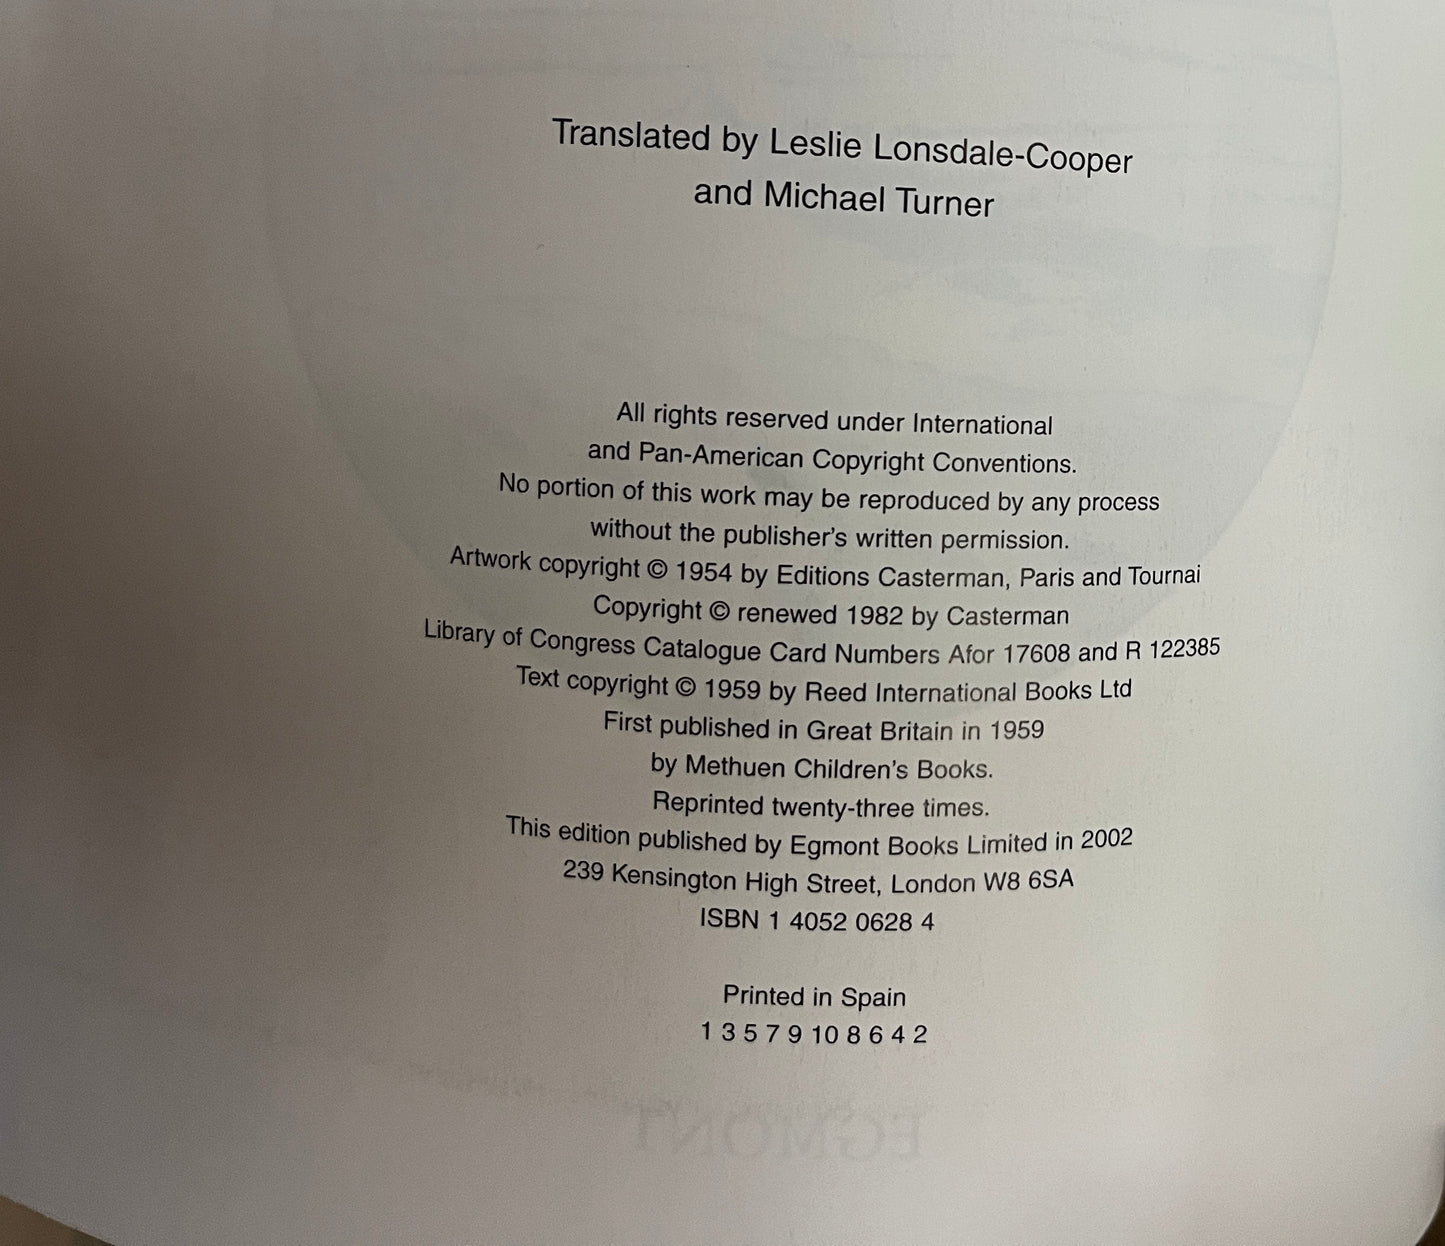 Translated by Leslie Lonsdale-Cooper
and Michael Turner
All rights reserved under International
and Pan-American Copyright Conventions.
No portion of this work may be reproduced by any process
without the publisher's written permission.
Artwork copyright © 1954 by Editions Casterman, Paris and Tournai
Copyright © renewed 1982 by Casterman
Library of Congress Catalogue Card Numbers Afor 17608 and R 122385
Text copyright © 1959 by Reed International Books Ltd
First published in Great Britain in 1959
by Methuen Children's Books.
Reprinted twenty-three times.
This edition published by Egmont Books Limited in 2002
239 Kensington High Street, London W8 6SA
ISBN 1 4052 0628 4
Printed in Spain
1 3 5 7 9 10 8 6 4 2
EGMONT